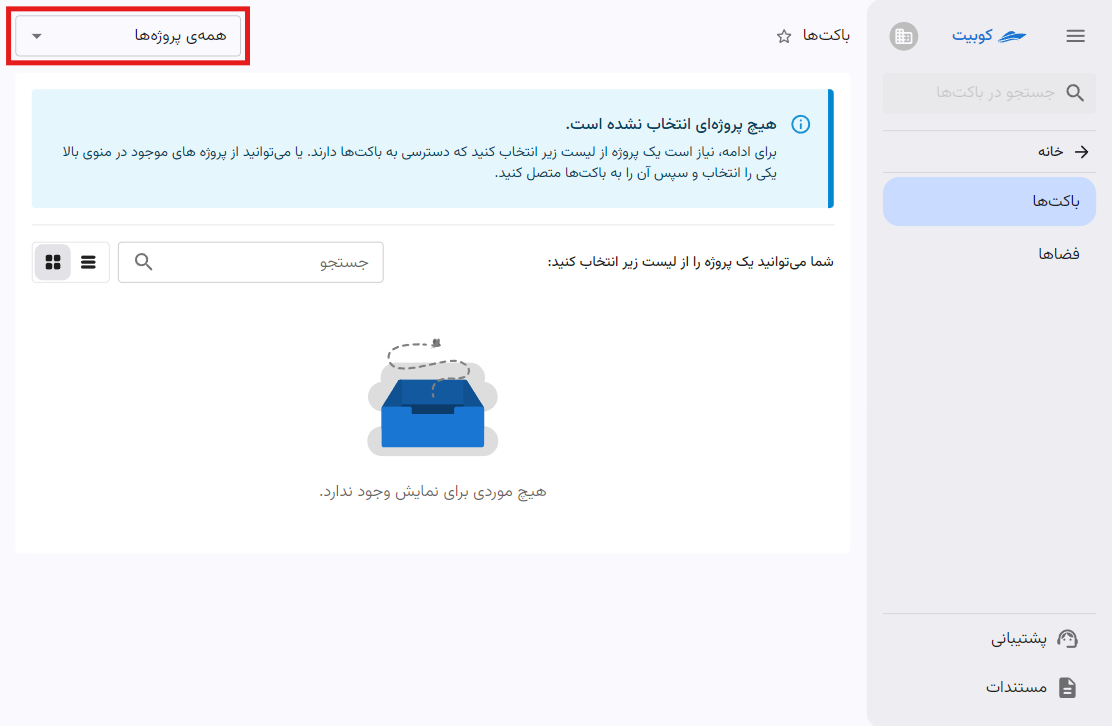 کوبیت
جستجو در باکت‌ها
خانه
باکت‌ها
فضاها
پشتیبانی
مستندات
باکت‌ها
همه‌ی پروژه‌ها
هیچ پروژه‌ای انتخاب نشده است.
برای ادامه، نیاز است یک پروژه از لیست زیر انتخاب کنید که دسترسی به باکت‌ها دارند. یا می‌توانید از پروژه های موجود در منوی بالا
یکی را انتخاب و سپس آن را به باکت‌ها متصل کنید.
شما می‌توانید یک پروژه را از لیست زیر انتخاب کنید:
جستجو
هیچ موردی برای نمایش وجود ندارد.